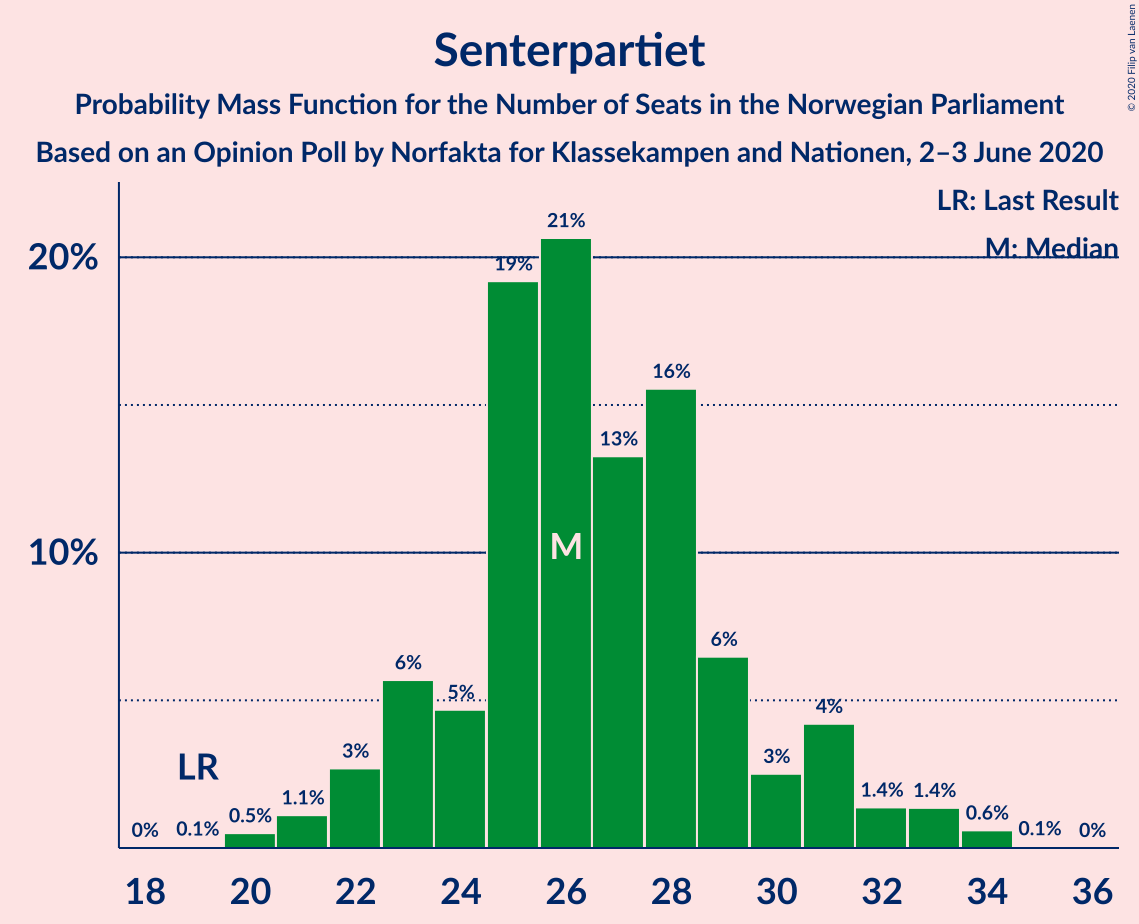 Senterpartiet
Probability Mass Function for the Number of Seats in the Norwegian Parliament
Based on an Opinion Poll by Norfakta for Klassekampen and Nationen, 2–3 June 2020
© 2020 Filip van Laenen
LR: Last Result
M: Median
20%
10%
0%
0.1%
0.5%
1.1%
3%
6%
5%
19%
21%
13%
16%
6%
3%
4%
1.4%
1.4%
0.6%
0.1%
0%
LR
M
18 20 22 24 26 28 30 32 34 36